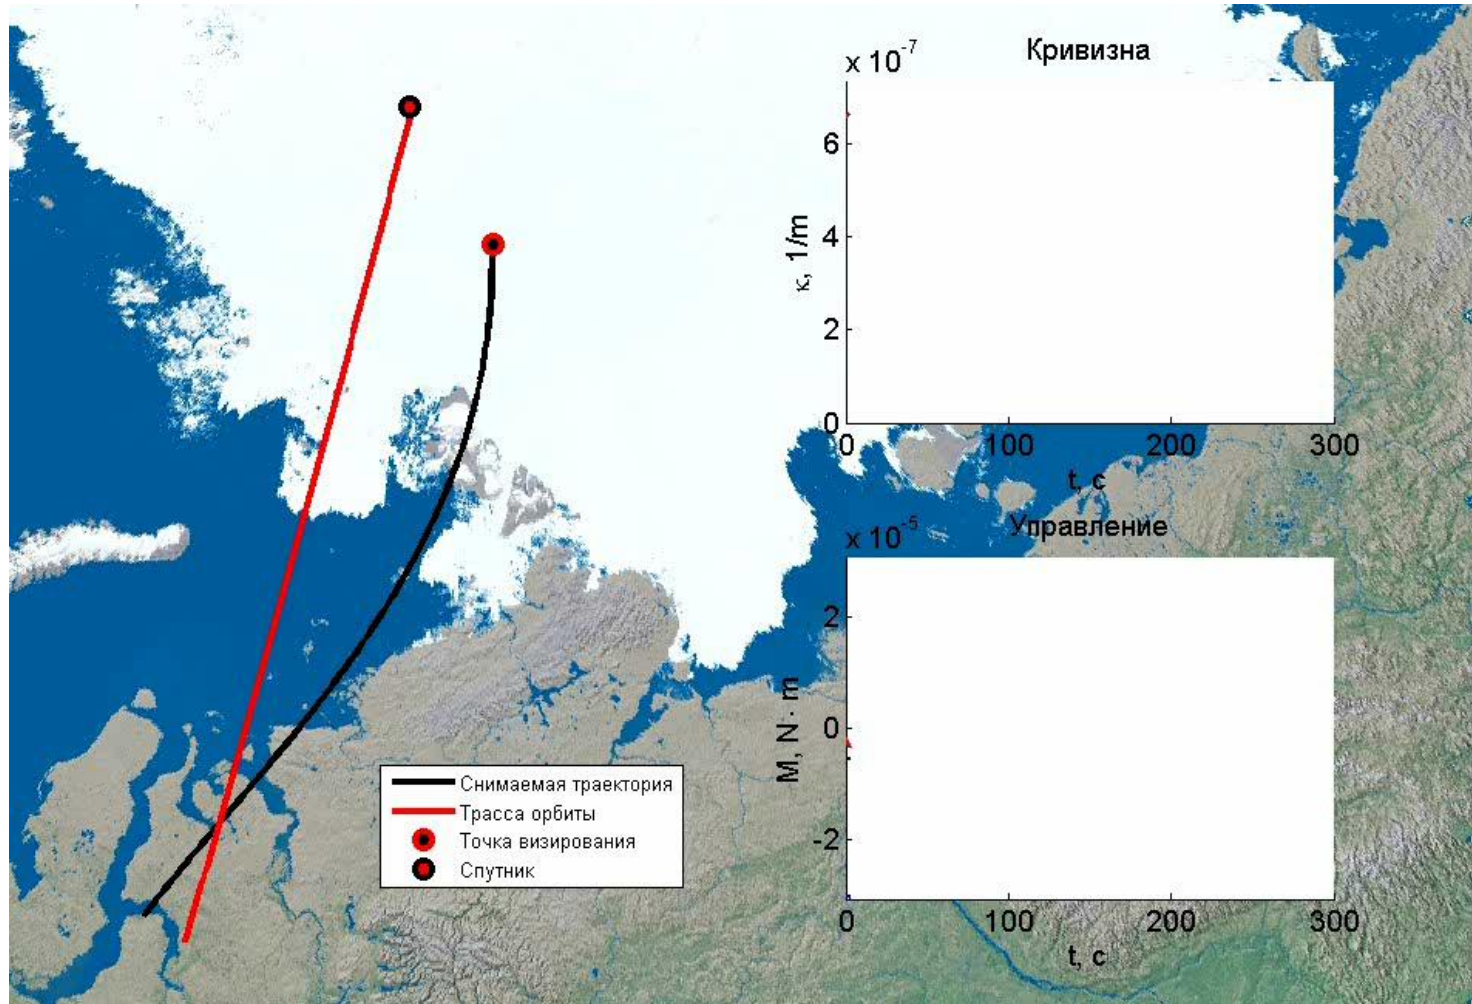 Кривизна
x 10⁻⁷
6
4
2
0
κ, 1/m
0 100 200 300
t, c
Управление
x 10⁻⁵
2
0
-2
M, N· m
0 100 200 300
t, c
Снимаемая траектория
Трасса орбиты
Точка визирования
Спутник